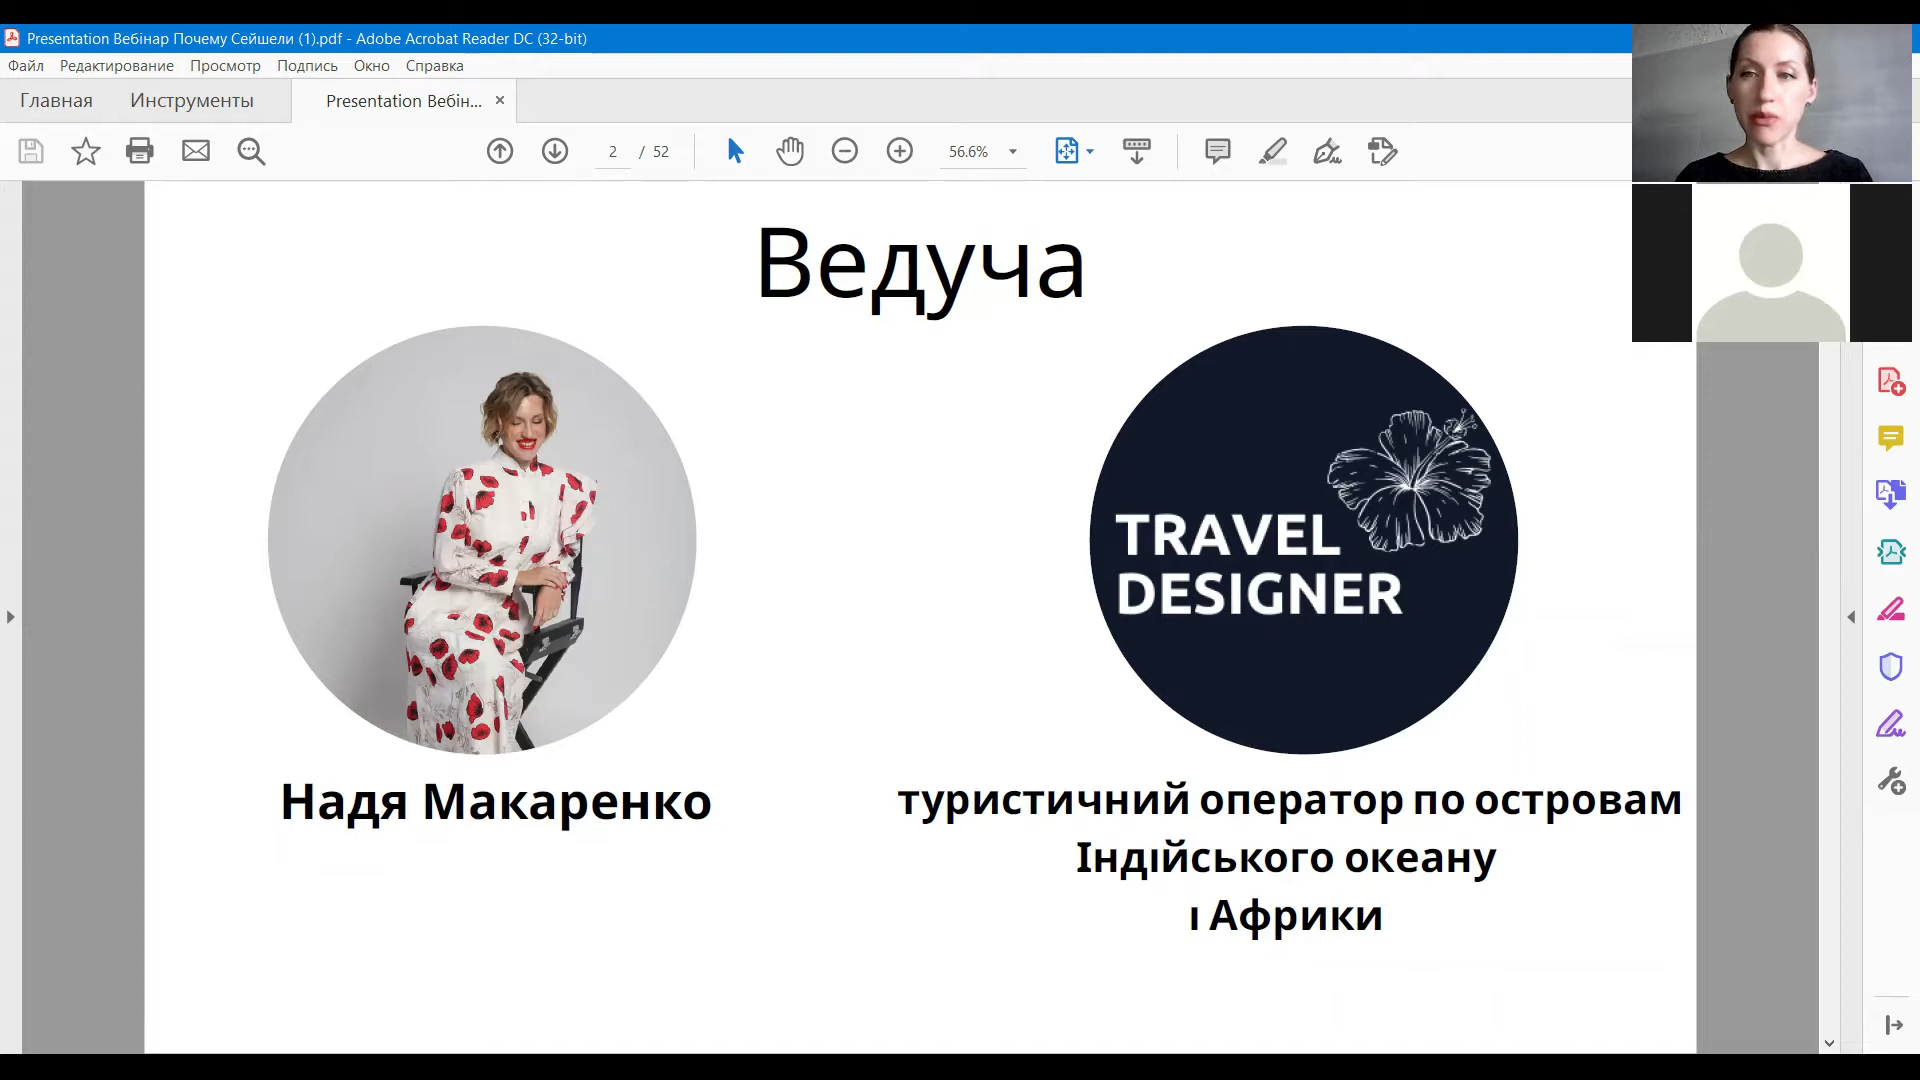 Presentation Вебінар Почему Сейшели (1).pdf - Adobe Acrobat Reader DC (32-bit)
Файл Редактирование Просмотр Подпись Окно Справка
Главная Инструменты Presentation Вебін... ×
2 / 52 56.6%
Ведуча
TRAVEL
DESIGNER
Надя Макаренко
туристичний оператор по островам
Індıйського океану
ı Африки